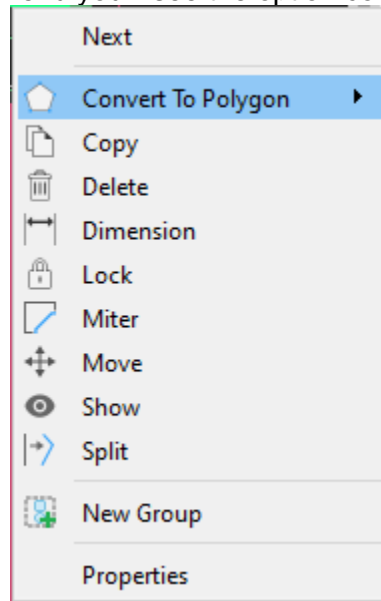 Next
Convert To Polygon
Copy
Delete
Dimension
Lock
Miter
Move
Show
Split
New Group
Properties